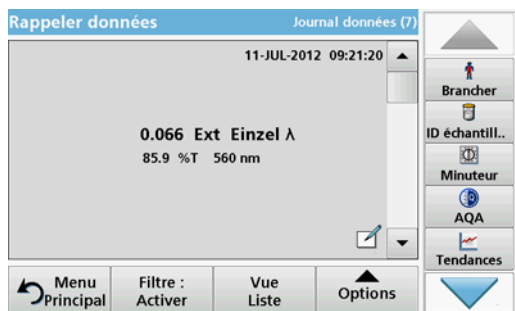 Rappeler données
Journal données (7)
11-JUL-2012 09:21:20
0.066 Ext Einzel λ
85.9 %T 560 nm
Brancher
ID échantill..
Minuteur
AQA
Tendances
Menu
Principal
Filtre :
Activer
Vue
Liste
Options